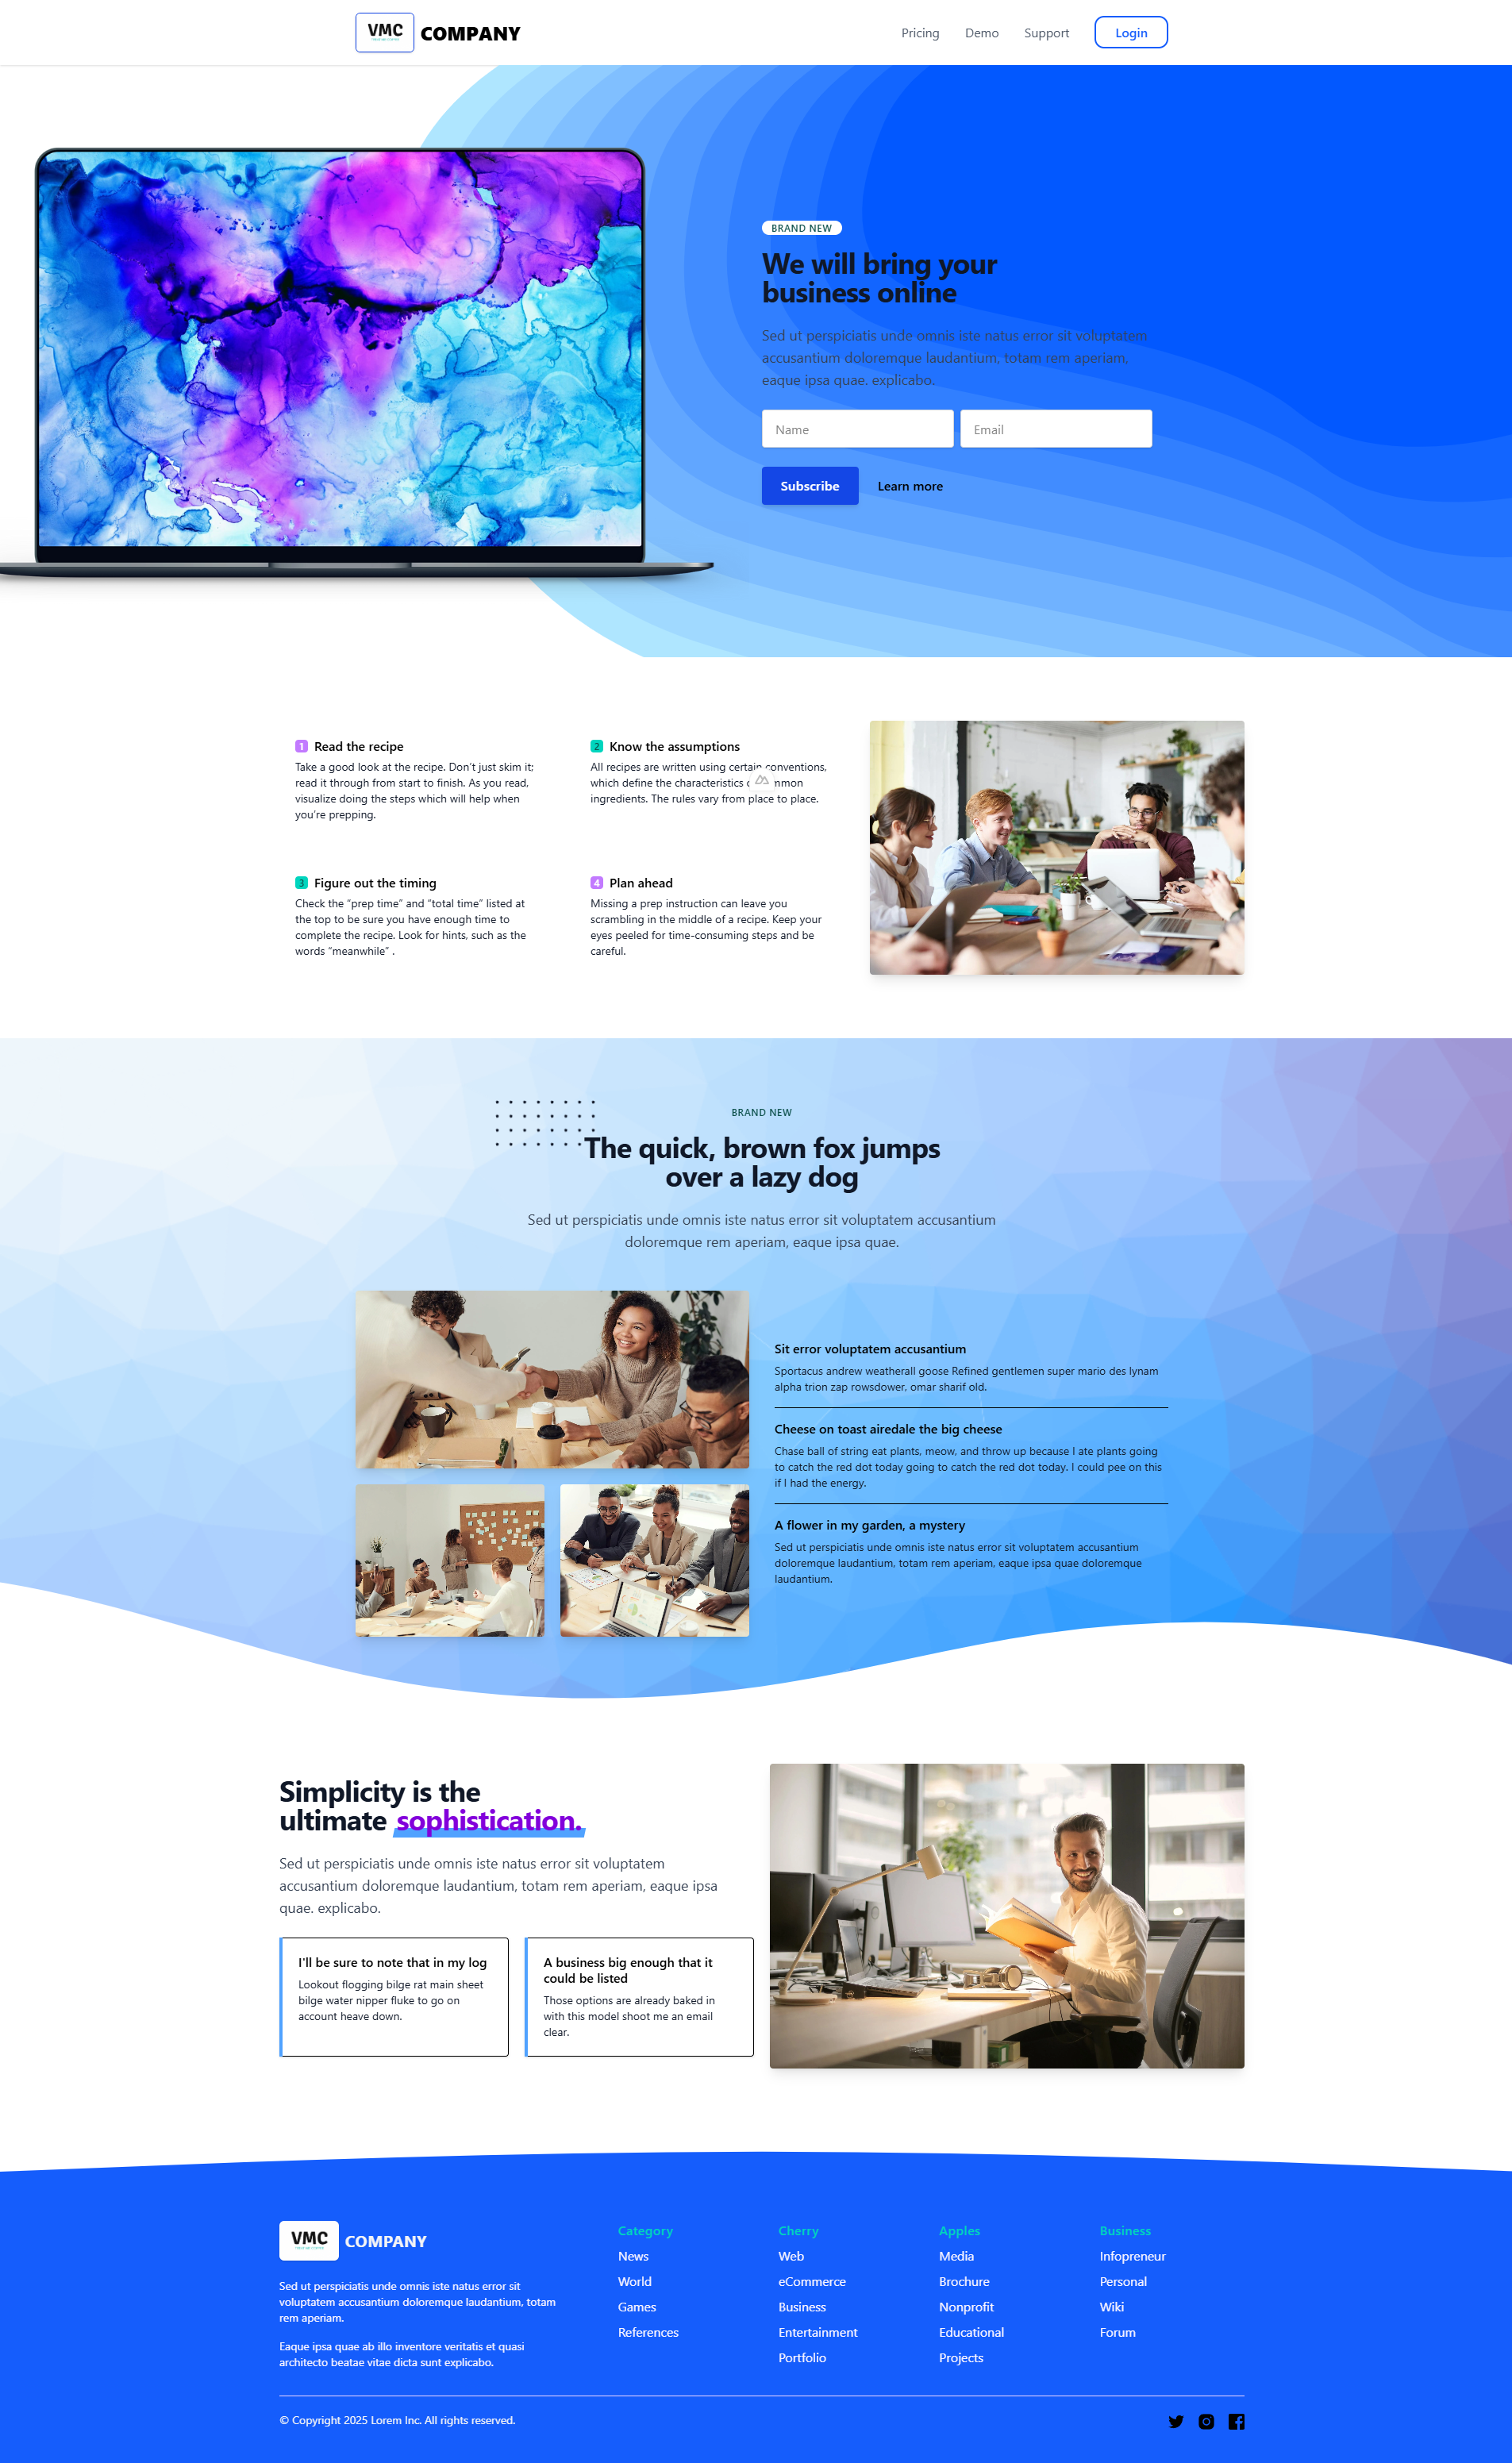 VMC
COMPANY
Pricing
Demo
Support
Login
BRAND NEW
We will bring your
business online
Sed ut perspiciatis unde omnis iste natus error sit voluptatem
accusantium doloremque laudantium, totam rem aperiam,
eaque ipsa quae. explicabo.
Name
Email
Subscribe
Learn more
1 Read the recipe
Take a good look at the recipe. Don't just skim it;
read it through from start to finish. As you read,
visualize doing the steps which will help when
you're prepping.
2 Know the assumptions
All recipes are written using certain conventions,
which define the characteristics
ingredients. The rules vary from place to place.
3 Figure out the timing
Check the "prep time" and "total time" listed at
the top to be sure you have enough time to
complete the recipe. Look for hints, such as the
words "meanwhile" .
4 Plan ahead
Missing a prep instruction can leave you
scrambling in the middle of a recipe. Keep your
eyes peeled for time-consuming steps and be
careful.
BRAND NEW
The quick, brown fox jumps
over a lazy dog
Sed ut perspiciatis unde omnis iste natus error sit voluptatem accusantium
doloremque rem aperiam, eaque ipsa quae.
Sit error voluptatem accusantium
Sportacus andrew weatherall goose Refined gentlemen super mario des lynam
alpha trion zap rowsdower, omar sharif old.
Cheese on toast airedale the big cheese
Chase ball of string eat plants, meow, and throw up because I ate plants going
to catch the red dot today going to catch the red dot today. I could pee on this
if I had the energy.
A flower in my garden, a mystery
Sed ut perspiciatis unde omnis iste natus error sit voluptatem accusantium
doloremque laudantium, totam rem aperiam, eaque ipsa quae doloremque
laudantium.
Simplicity is the
ultimate sophistication.
Sed ut perspiciatis unde omnis iste natus error sit voluptatem
accusantium doloremque laudantium, totam rem aperiam, eaque ipsa
quae. explicabo.
I'll be sure to note that in my log
Lookout flogging bilge rat main sheet
bilge water nipper fluke to go on
account heave down.
A business big enough that it
could be listed
Those options are already baked in
with this model shoot me an email
clear.
VMC
COMPANY
Sed ut perspiciatis unde omnis iste natus error sit
voluptatem accusantium doloremque laudantium, totam
rem aperiam.
Eaque ipsa quae ab illo inventore veritatis et quasi
architecto beatae vitae dicta sunt explicabo.
Category
News
World
Games
References
Cherry
Web
eCommerce
Business
Entertainment
Portfolio
Apples
Media
Brochure
Nonprofit
Educational
Projects
Business
Infopreneur
Personal
Wiki
Forum
© Copyright 2025 Lorem Inc. All rights reserved.